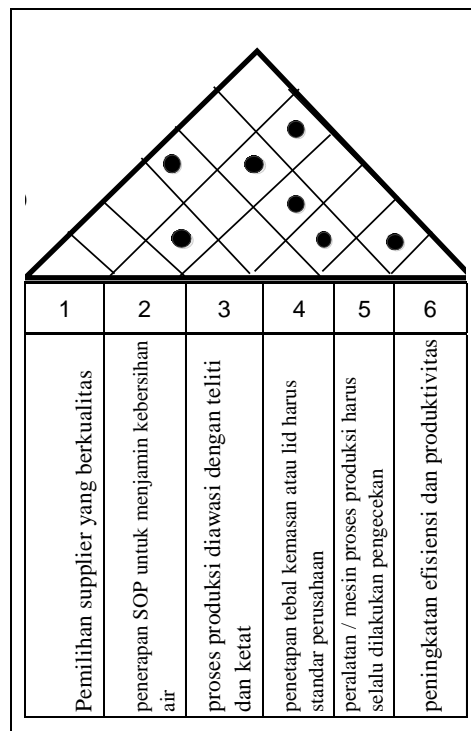 1
2
3
4
5
6
Pemilihan supplier yang berkualitas
penerapan SOP untuk menjamin kebersihan
air
proses produksi diawasi dengan teliti
dan ketat
penetapan tebal kemasan atau lid harus
standar perusahaan
peralatan / mesin proses produksi harus
selalu dilakukan pengecekan
peningkatan efisiensi dan produktivitas